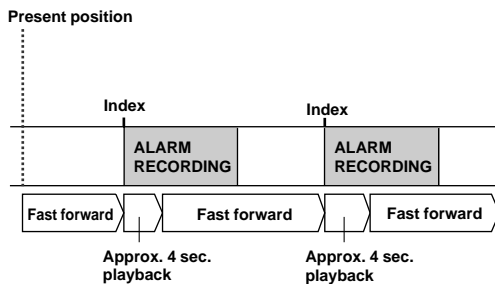 Present position
Index
Index
ALARM
RECORDING
ALARM
RECORDING
Fast forward
Fast forward
Fast forward
Approx. 4 sec.
playback
Approx. 4 sec.
playback